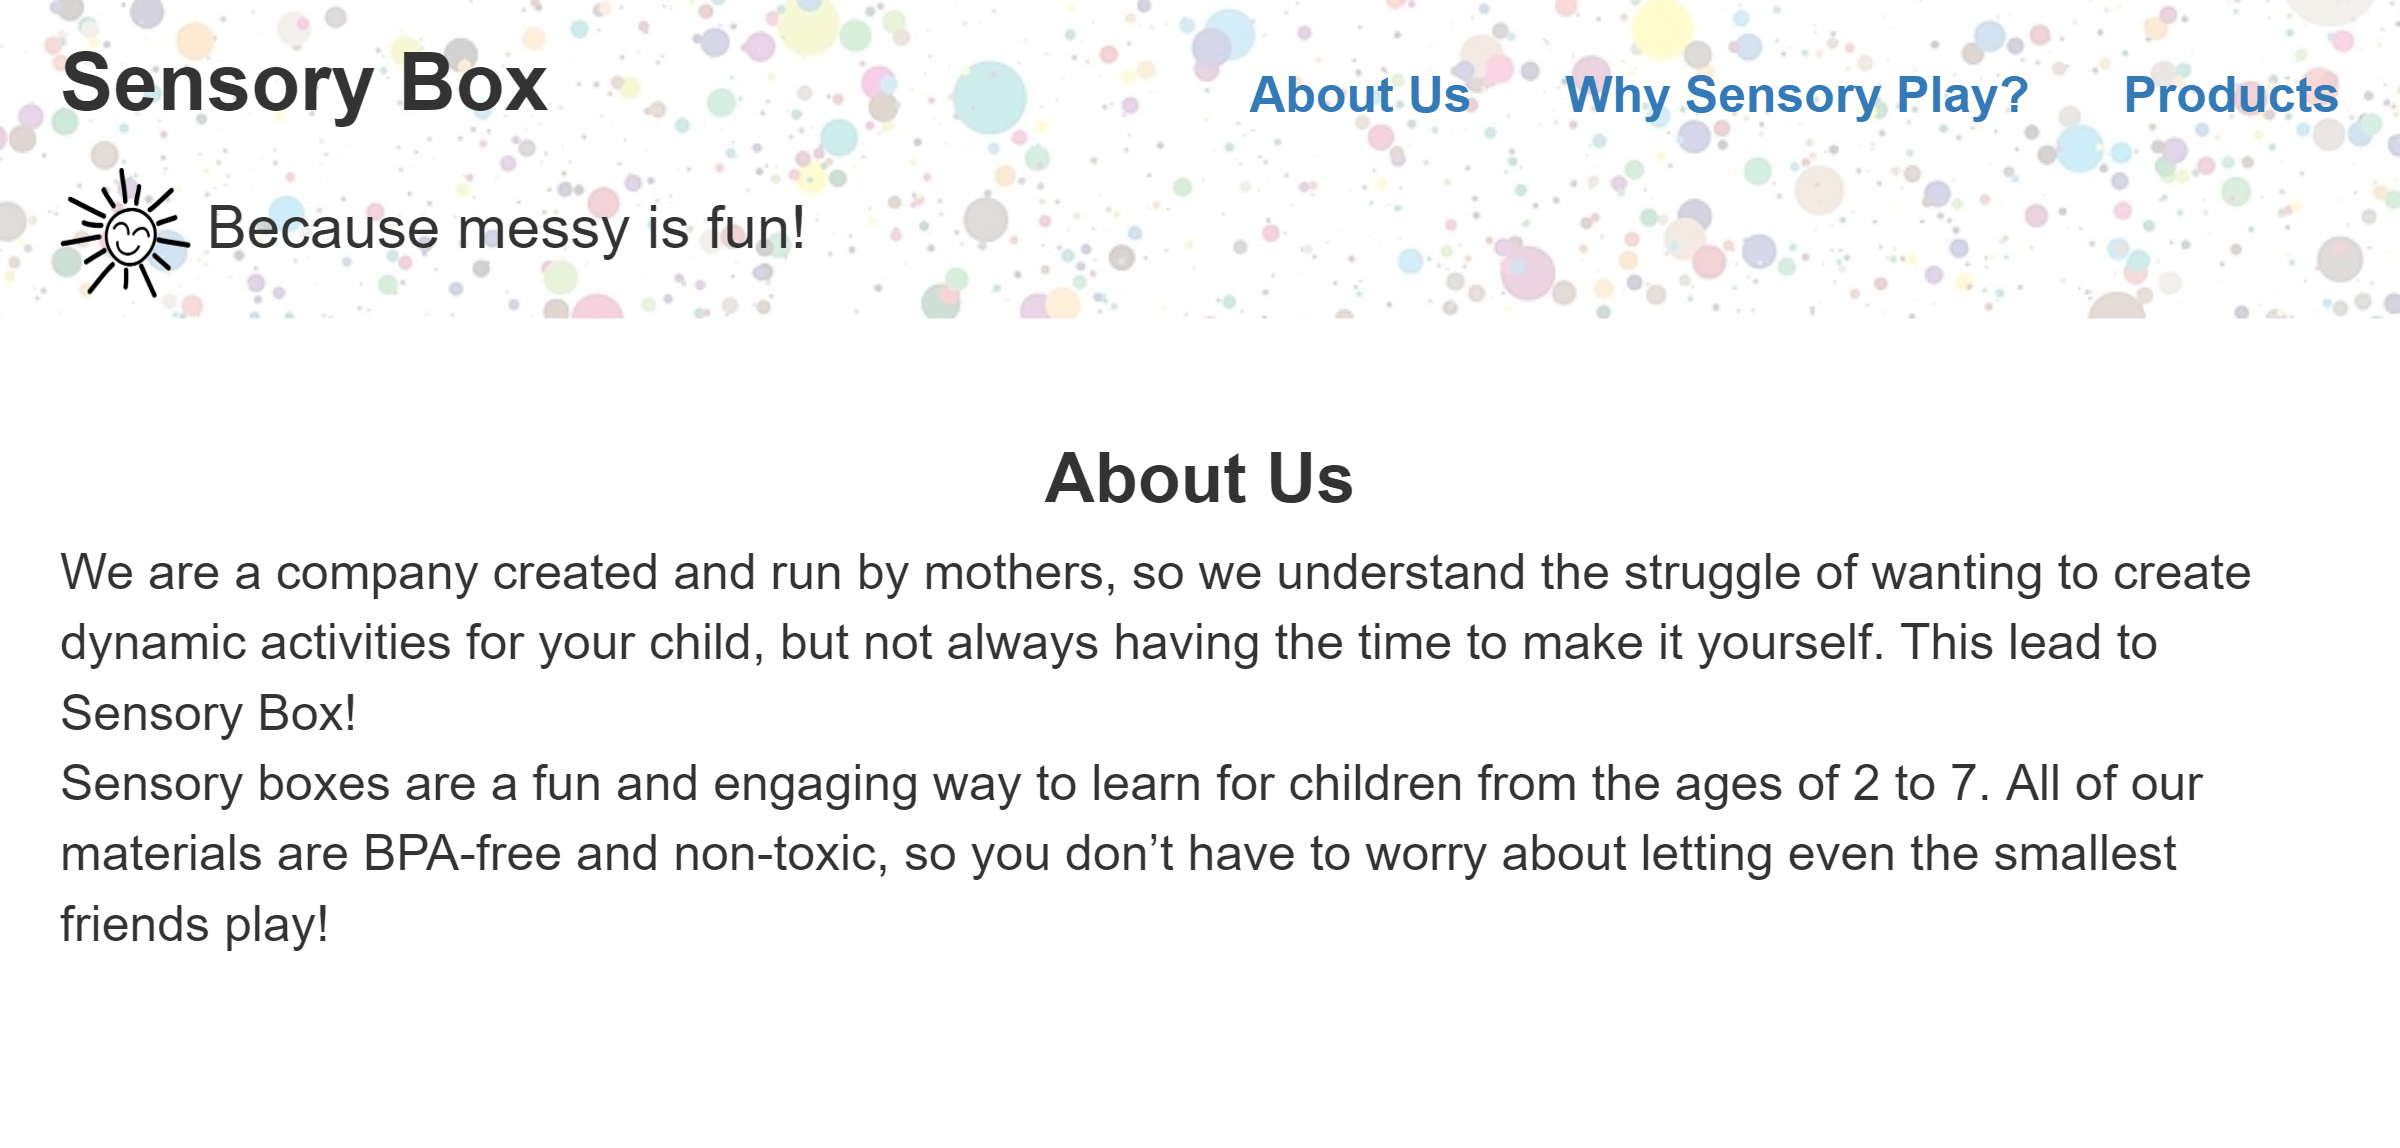 Sensory Box
About Us
Why Sensory Play?
Products
Because messy is fun!
About Us
We are a company created and run by mothers, so we understand the struggle of wanting to create
dynamic activities for your child, but not always having the time to make it yourself. This lead to
Sensory Box!
Sensory boxes are a fun and engaging way to learn for children from the ages of 2 to 7. All of our
materials are BPA-free and non-toxic, so you don’t have to worry about letting even the smallest
friends play!